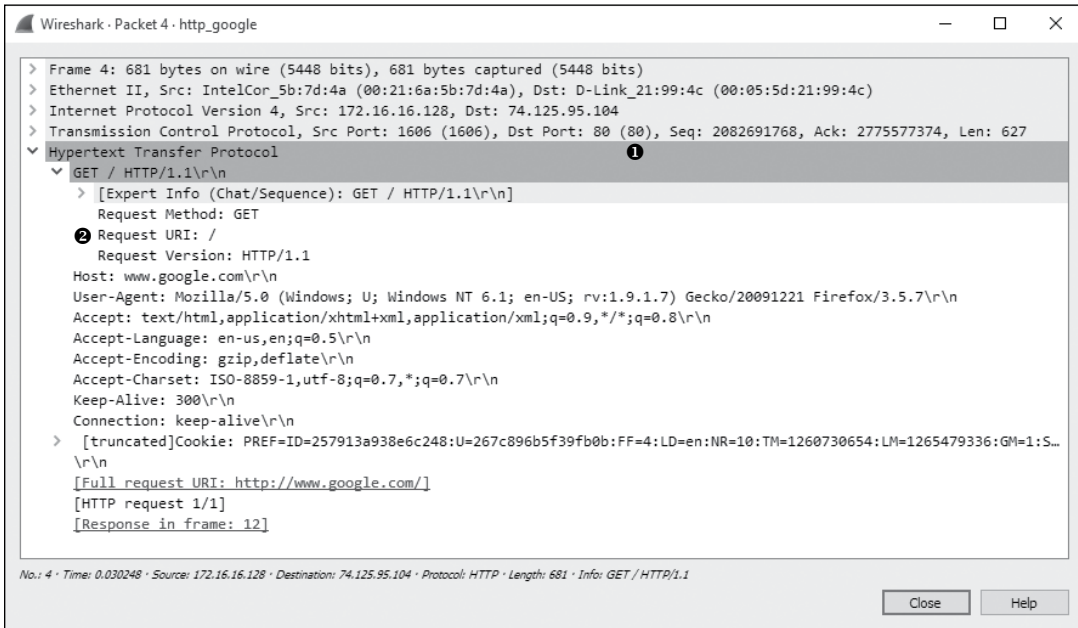 Wireshark · Packet 4 · http_google
> Frame 4: 681 bytes on wire (5448 bits), 681 bytes captured (5448 bits)
> Ethernet II, Src: IntelCor_5b:7d:4a (00:21:6a:5b:7d:4a), Dst: D-Link_21:99:4c (00:05:5d:21:99:4c)
> Internet Protocol Version 4, Src: 172.16.16.128, Dst: 74.125.95.104
> Transmission Control Protocol, Src Port: 1606 (1606), Dst Port: 80 (80), Seq: 2082691768, Ack: 2775577374, Len: 627
Hypertext Transfer Protocol ❶
GET / HTTP/1.1\r\n
> [Expert Info (Chat/Sequence): GET / HTTP/1.1\r\n]
Request Method: GET
❷ Request URI: /
Request Version: HTTP/1.1
Host: www.google.com\r\n
User-Agent: Mozilla/5.0 (Windows; U; Windows NT 6.1; en-US; rv:1.9.1.7) Gecko/20091221 Firefox/3.5.7\r\n
Accept: text/html,application/xhtml+xml,application/xml;q=0.9,*/*;q=0.8\r\n
Accept-Language: en-us,en;q=0.5\r\n
Accept-Encoding: gzip,deflate\r\n
Accept-Charset: ISO-8859-1,utf-8;q=0.7,*;q=0.7\r\n
Keep-Alive: 300\r\n
Connection: keep-alive\r\n
> [truncated]Cookie: PREF=ID=257913a938e6c248:U=267c896b5f39fb0b:FF=4:LD=en:NR=10:TM=1260730654:LM=1265479336:GM=1:S…
\r\n
[Full request URI: http://www.google.com/]
[HTTP request 1/1]
[Response in frame: 12]
No.: 4 · Time: 0.030248 · Source: 172.16.16.128 · Destination: 74.125.95.104 · Protocol: HTTP · Length: 681 · Info: GET / HTTP/1.1
Close Help